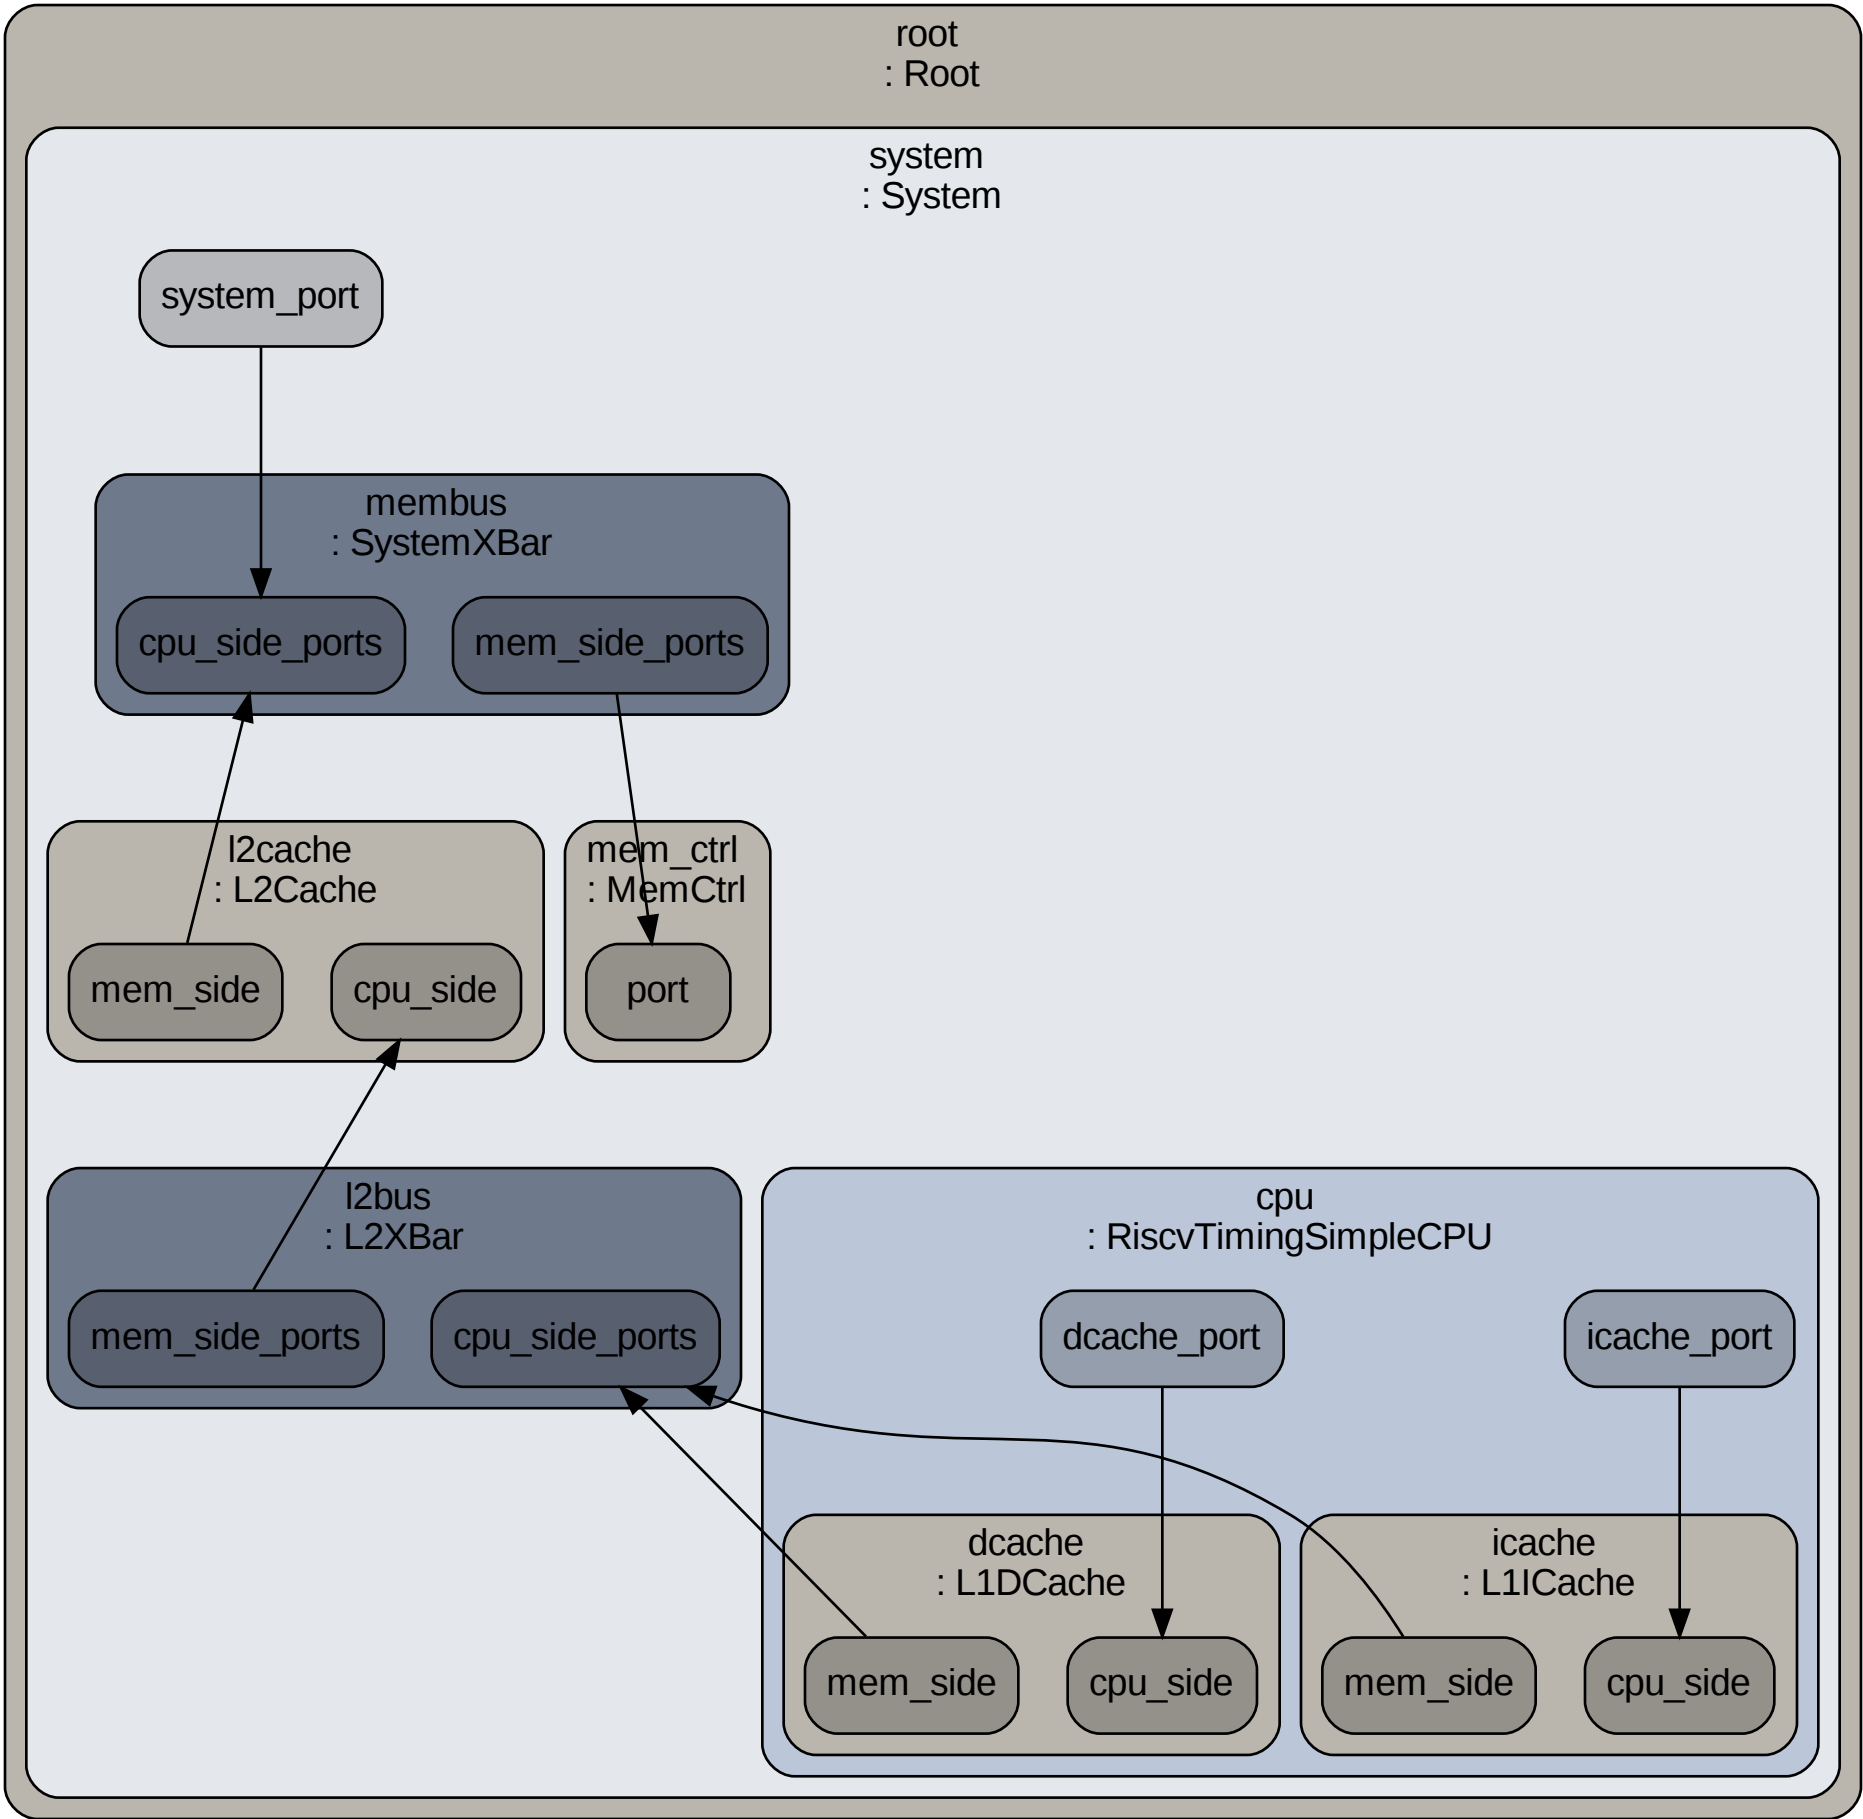 root
: Root
system
: System
system_port
membus
: SystemXBar
cpu_side_ports
mem_side_ports
l2cache
: L2Cache
mem_side
cpu_side
mem_ctrl
: MemCtrl
port
l2bus
: L2XBar
mem_side_ports
cpu_side_ports
cpu
: RiscvTimingSimpleCPU
dcache_port
icache_port
dcache
: L1DCache
mem_side
cpu_side
icache
: L1ICache
mem_side
cpu_side